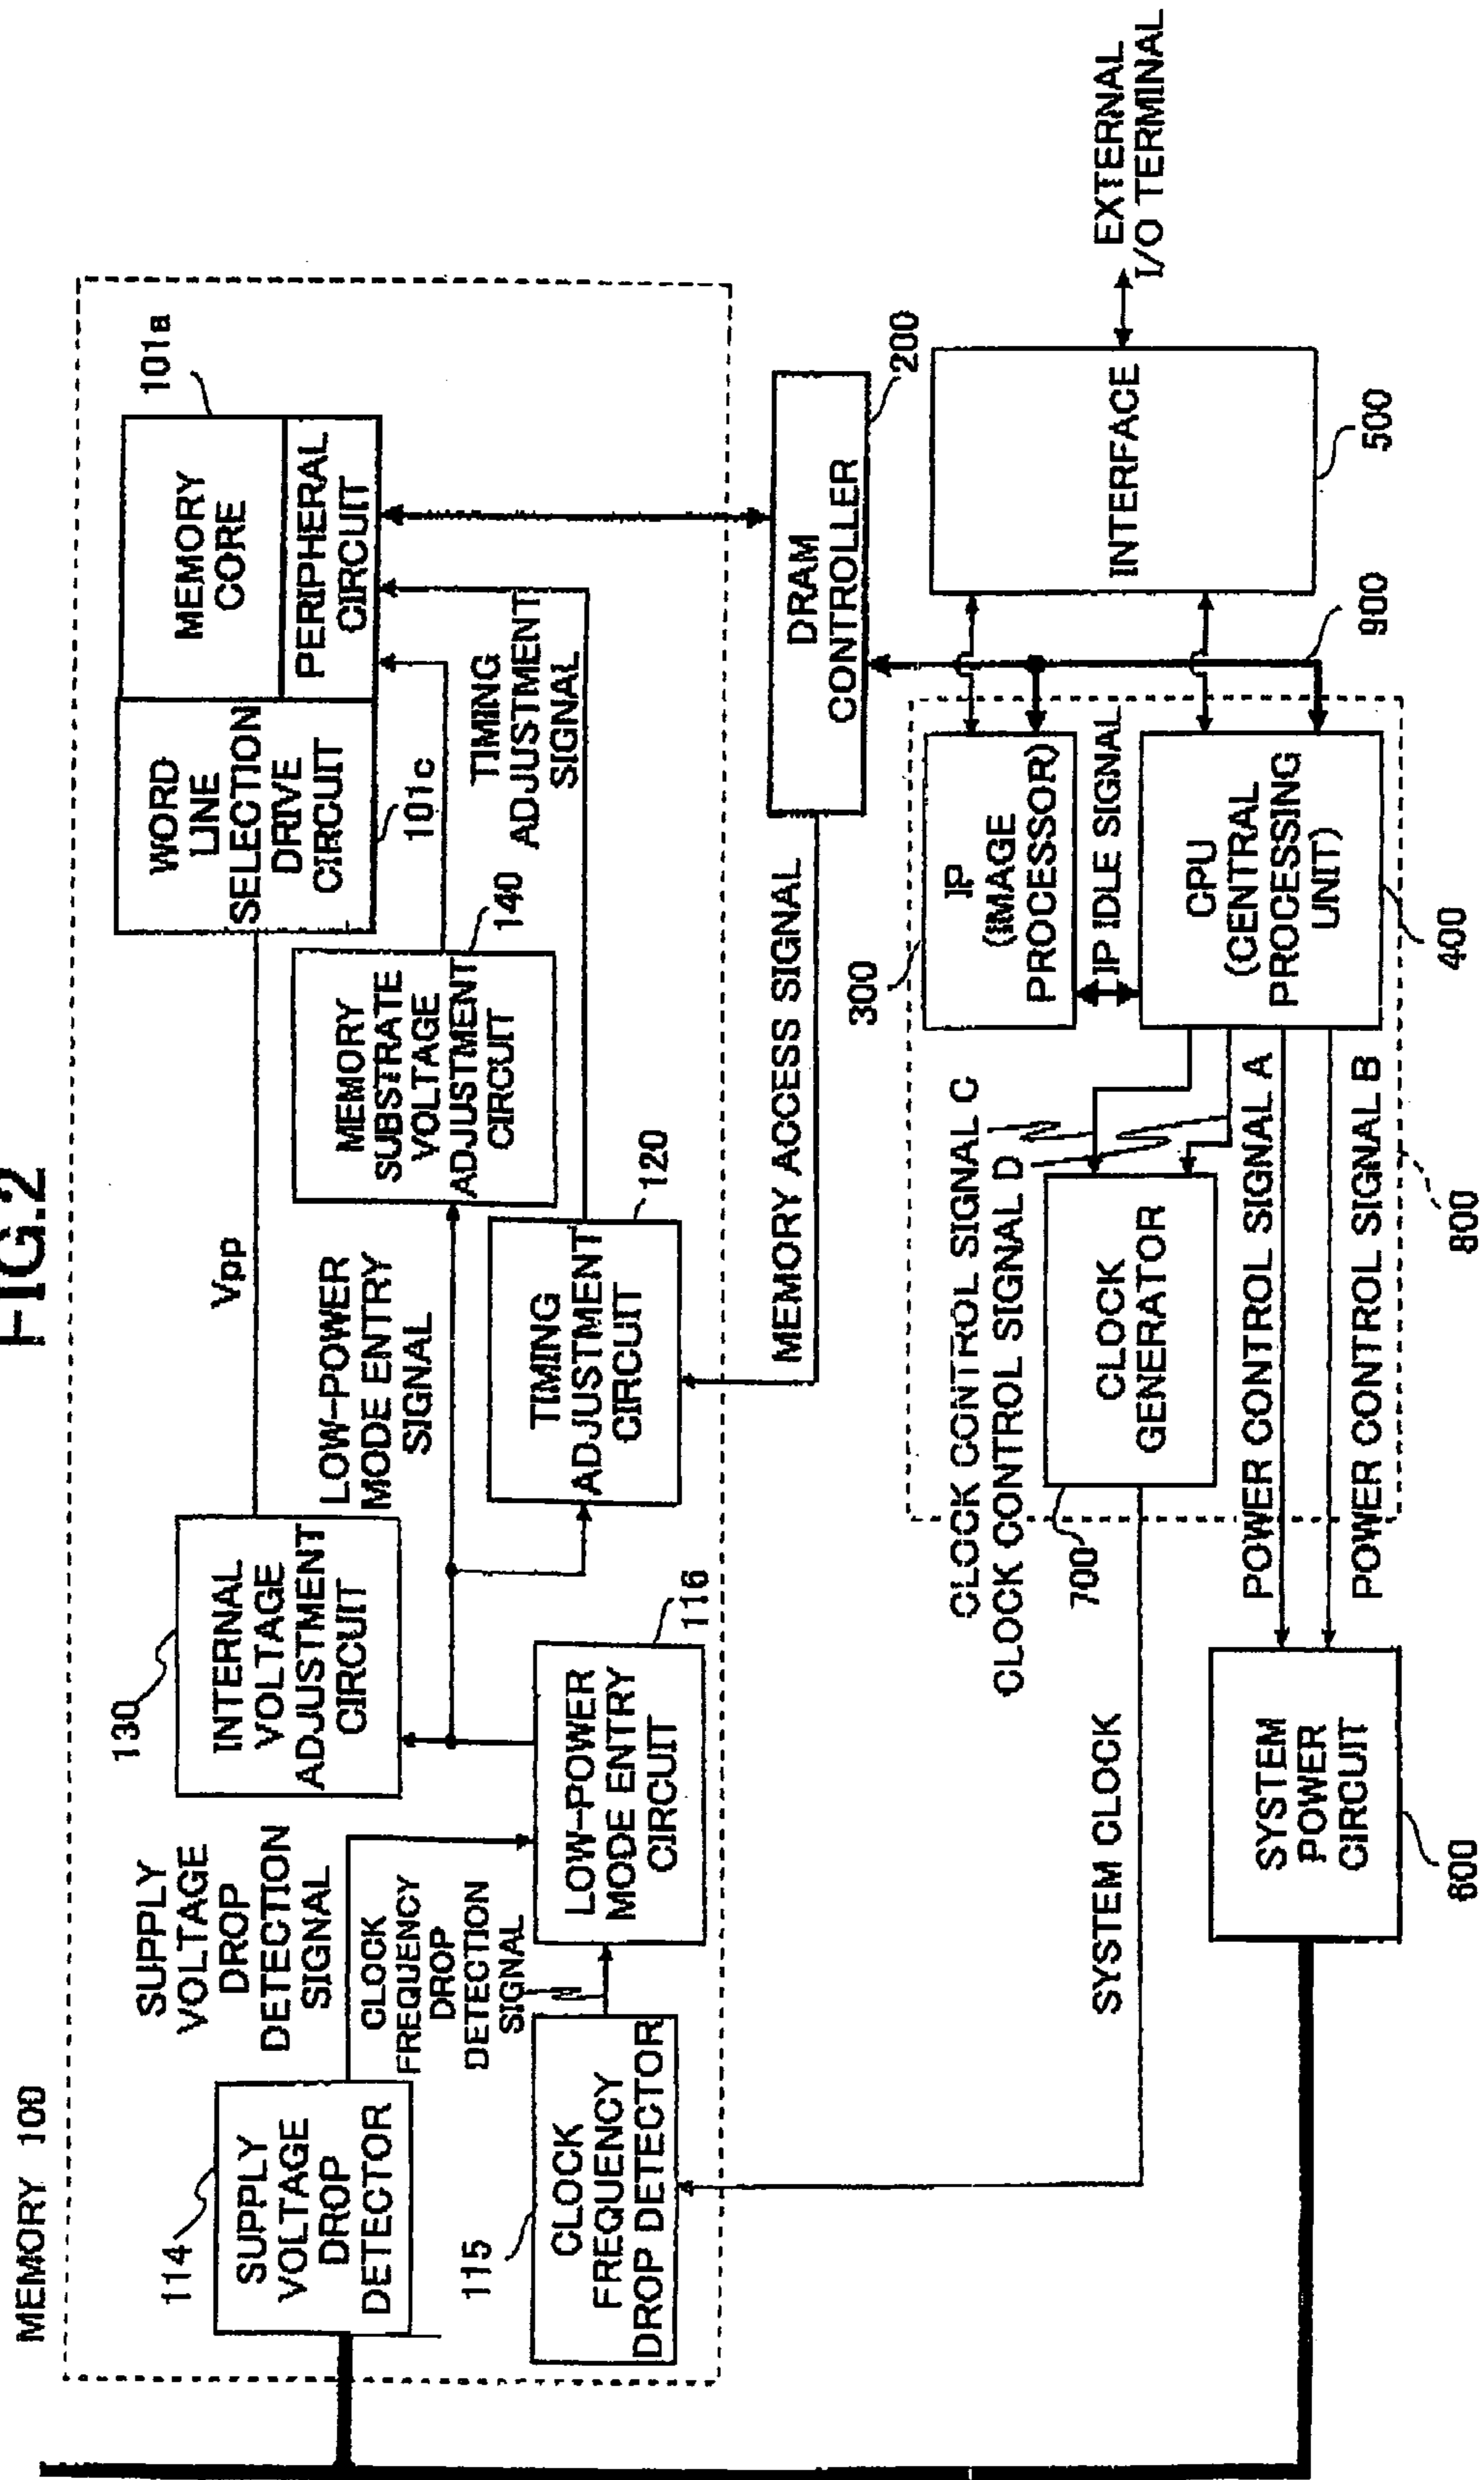 FIG.2
MEMORY 100
114
SUPPLY
VOLTAGE
DROP
DETECTOR
SUPPLY
VOLTAGE
DROP
DETECTION
SIGNAL
115
CLOCK
FREQUENCY
DROP DETECTOR
CLOCK
FREQUENCY
DROP
DETECTION
SIGNAL
130
INTERNAL
VOLTAGE
ADJUSTMENT
CIRCUIT
LOW-POWER
MODE ENTRY
CIRCUIT
116
Vpp
LOW-POWER
MODE ENTRY
SIGNAL
TIMING
ADJUSTMENT
CIRCUIT
120
MEMORY
SUBSTRATE
VOLTAGE
ADJUSTMENT
CIRCUIT
140
WORD
LINE
SELECTION
DRIVE
CIRCUIT
101c
MEMORY
CORE
101a
PERIPHERAL
CIRCUIT
TIMING
ADJUSTMENT
SIGNAL
MEMORY ACCESS SIGNAL
DRAM
CONTROLLER
200
SYSTEM CLOCK
CLOCK CONTROL SIGNAL C
CLOCK CONTROL SIGNAL D
700
CLOCK
GENERATOR
300
IP
(IMAGE
PROCESSOR)
IP IDLE SIGNAL
CPU
(CENTRAL
PROCESSING
UNIT)
400
INTERFACE
500
900
EXTERNAL
I/O TERMINAL
POWER CONTROL SIGNAL A
POWER CONTROL SIGNAL B
800
SYSTEM
POWER
CIRCUIT
600